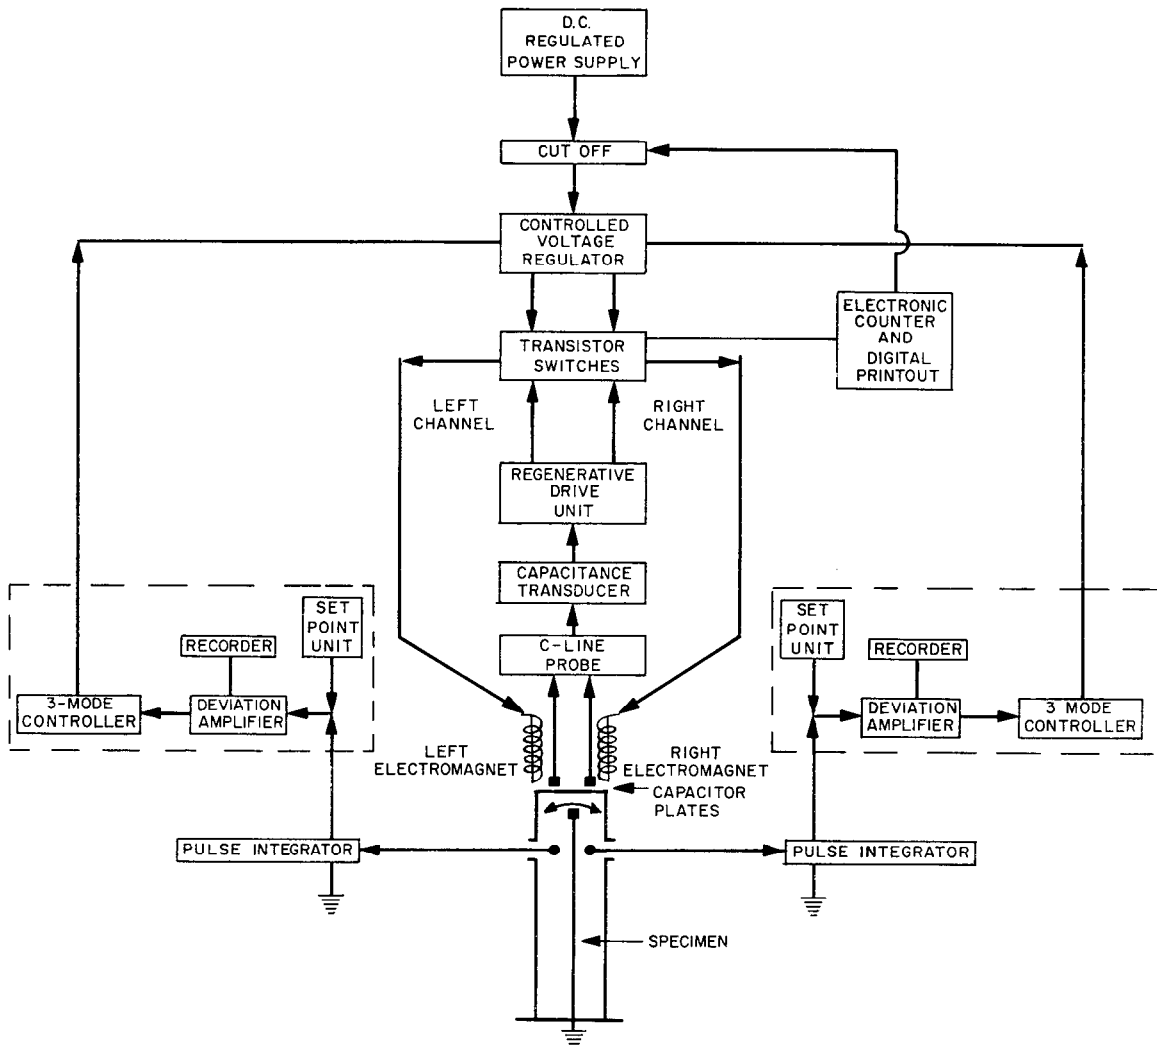 D.C.
REGULATED
POWER SUPPLY
CUT OFF
CONTROLLED
VOLTAGE
REGULATOR
ELECTRONIC
COUNTER
AND
DIGITAL
PRINTOUT
TRANSISTOR
SWITCHES
LEFT
CHANNEL
RIGHT
CHANNEL
REGENERATIVE
DRIVE
UNIT
CAPACITANCE
TRANSDUCER
C-LINE
PROBE
SET
POINT
UNIT
RECORDER
3-MODE
CONTROLLER
DEVIATION
AMPLIFIER
SET
POINT
UNIT
RECORDER
DEVIATION
AMPLIFIER
3 MODE
CONTROLLER
LEFT
ELECTROMAGNET
RIGHT
ELECTROMAGNET
CAPACITOR
PLATES
PULSE INTEGRATOR
PULSE INTEGRATOR
SPECIMEN